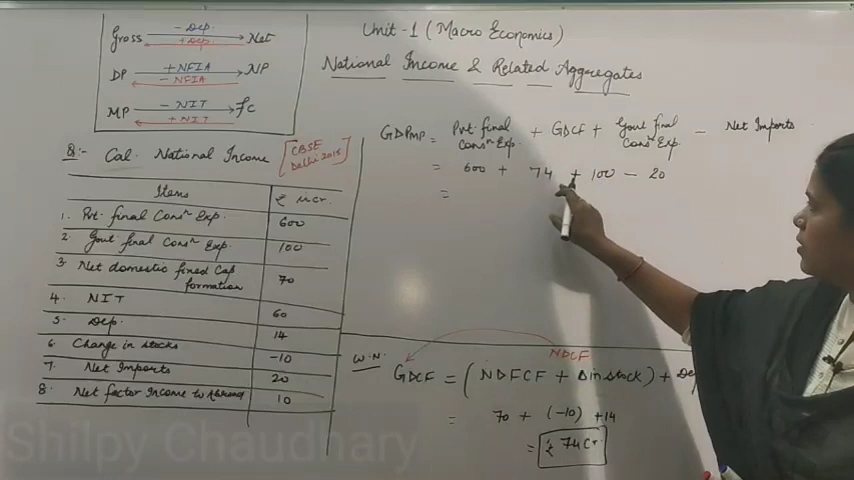 Unit-1 (Macro Economics)
National Income & Related Aggregates
Gross - Dep. Net
+ Dep.
DP + NFIA NP
- NFIA
MP - NIT Fc
+ NIT
Q:- Cal. National Income [CBSE Delhi 2015]
Items ₹ in cr.
1. Pvt. final Consn Exp. 600
2. Govt final Consn Exp. 100
3. Net domestic fixed Cap formation 70
4. NIT 60
5. Dep. 14
6. Change in stocks -10
7. Net Imports 20
8. Net factor Income to Abroad 10
GDPMP = Pvt final Consn Exp. + GDCF + Govt final Consn Exp. - Net Imports
= 600 + 74 + 100 - 20
=
W.N. NDCF
GDCF = (NDFCF + Δ in stock) + Dep
= 70 + (-10) + 14
= ₹ 74 Cr
Shilpy Chaudhary